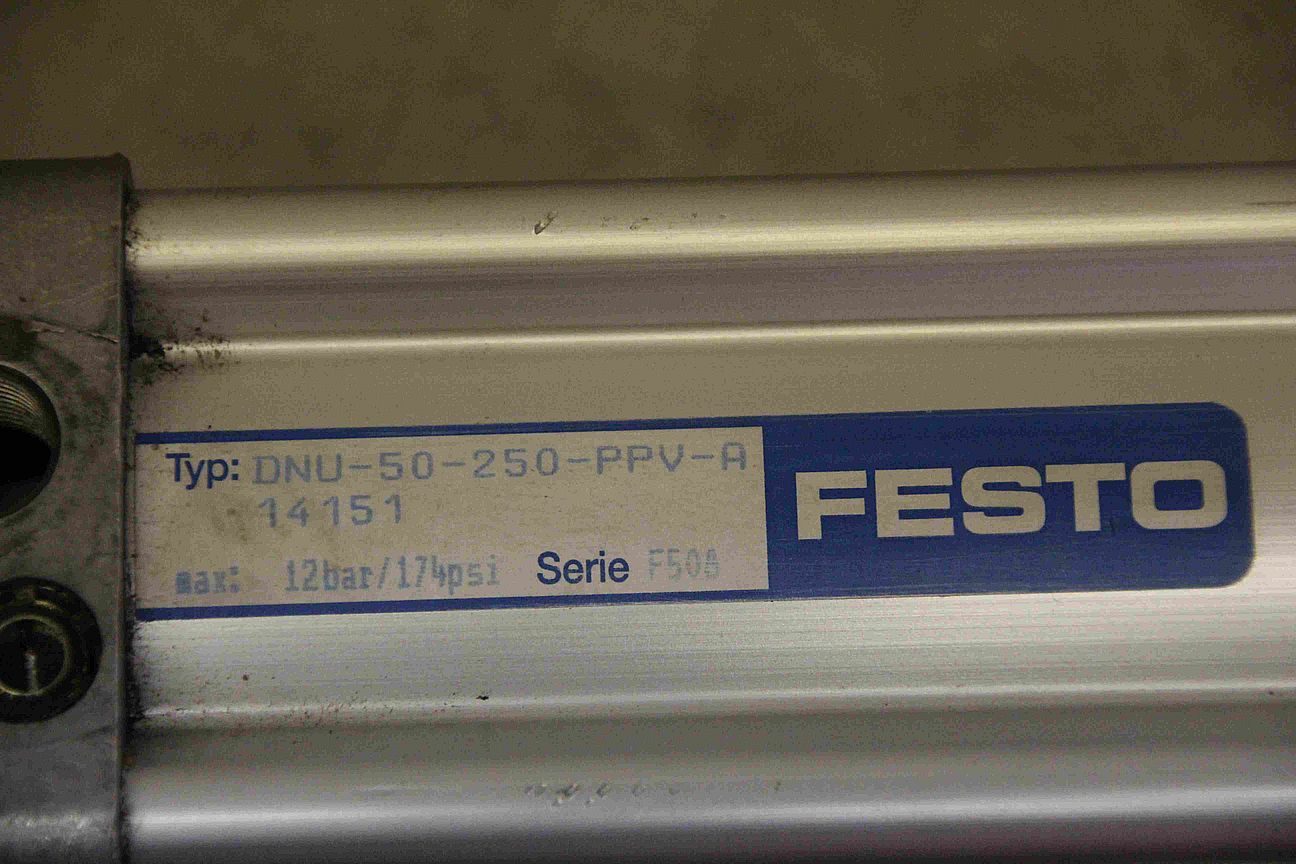 Typ: DNU-50-250-PPV-A
14151
max: 12bar/174psi Serie F508
FESTO